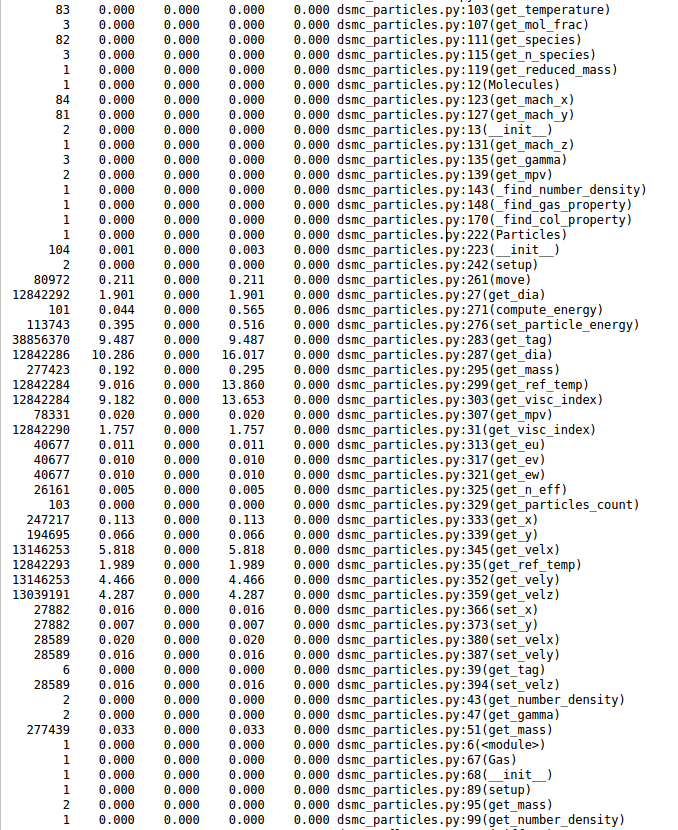 83 0.000 0.000 0.000 0.000 dsmc_particles.py:103(get_temperature)
3 0.000 0.000 0.000 0.000 dsmc_particles.py:107(get_mol_frac)
82 0.000 0.000 0.000 0.000 dsmc_particles.py:111(get_species)
3 0.000 0.000 0.000 0.000 dsmc_particles.py:115(get_n_species)
1 0.000 0.000 0.000 0.000 dsmc_particles.py:119(get_reduced_mass)
1 0.000 0.000 0.000 0.000 dsmc_particles.py:12(Molecules)
84 0.000 0.000 0.000 0.000 dsmc_particles.py:123(get_mach_x)
81 0.000 0.000 0.000 0.000 dsmc_particles.py:127(get_mach_y)
2 0.000 0.000 0.000 0.000 dsmc_particles.py:13(__init__)
1 0.000 0.000 0.000 0.000 dsmc_particles.py:131(get_mach_z)
3 0.000 0.000 0.000 0.000 dsmc_particles.py:135(get_gamma)
2 0.000 0.000 0.000 0.000 dsmc_particles.py:139(get_mpv)
1 0.000 0.000 0.000 0.000 dsmc_particles.py:143(_find_number_density)
1 0.000 0.000 0.000 0.000 dsmc_particles.py:148(_find_gas_property)
1 0.000 0.000 0.000 0.000 dsmc_particles.py:170(_find_col_property)
1 0.000 0.000 0.000 0.000 dsmc_particles.py:222(Particles)
104 0.001 0.000 0.003 0.000 dsmc_particles.py:223(__init__)
2 0.000 0.000 0.000 0.000 dsmc_particles.py:242(setup)
80972 0.211 0.000 0.211 0.000 dsmc_particles.py:261(move)
12842292 1.901 0.000 1.901 0.000 dsmc_particles.py:27(get_dia)
101 0.044 0.000 0.565 0.006 dsmc_particles.py:271(compute_energy)
113743 0.395 0.000 0.516 0.000 dsmc_particles.py:276(set_particle_energy)
38856370 9.487 0.000 9.487 0.000 dsmc_particles.py:283(get_tag)
12842286 10.286 0.000 16.017 0.000 dsmc_particles.py:287(get_dia)
277423 0.192 0.000 0.295 0.000 dsmc_particles.py:295(get_mass)
12842284 9.016 0.000 13.860 0.000 dsmc_particles.py:299(get_ref_temp)
12842284 9.182 0.000 13.653 0.000 dsmc_particles.py:303(get_visc_index)
78331 0.020 0.000 0.020 0.000 dsmc_particles.py:307(get_mpv)
12842290 1.757 0.000 1.757 0.000 dsmc_particles.py:31(get_visc_index)
40677 0.011 0.000 0.011 0.000 dsmc_particles.py:313(get_eu)
40677 0.010 0.000 0.010 0.000 dsmc_particles.py:317(get_ev)
40677 0.010 0.000 0.010 0.000 dsmc_particles.py:321(get_ew)
26161 0.005 0.000 0.005 0.000 dsmc_particles.py:325(get_n_eff)
103 0.000 0.000 0.000 0.000 dsmc_particles.py:329(get_particles_count)
247217 0.113 0.000 0.113 0.000 dsmc_particles.py:333(get_x)
194695 0.066 0.000 0.066 0.000 dsmc_particles.py:339(get_y)
13146253 5.818 0.000 5.818 0.000 dsmc_particles.py:345(get_velx)
12842293 1.989 0.000 1.989 0.000 dsmc_particles.py:35(get_ref_temp)
13146253 4.466 0.000 4.466 0.000 dsmc_particles.py:352(get_vely)
13039191 4.287 0.000 4.287 0.000 dsmc_particles.py:359(get_velz)
27882 0.016 0.000 0.016 0.000 dsmc_particles.py:366(set_x)
27882 0.007 0.000 0.007 0.000 dsmc_particles.py:373(set_y)
28589 0.020 0.000 0.020 0.000 dsmc_particles.py:380(set_velx)
28589 0.016 0.000 0.016 0.000 dsmc_particles.py:387(set_vely)
6 0.000 0.000 0.000 0.000 dsmc_particles.py:39(get_tag)
28589 0.016 0.000 0.016 0.000 dsmc_particles.py:394(set_velz)
2 0.000 0.000 0.000 0.000 dsmc_particles.py:43(get_number_density)
2 0.000 0.000 0.000 0.000 dsmc_particles.py:47(get_gamma)
277439 0.033 0.000 0.033 0.000 dsmc_particles.py:51(get_mass)
1 0.000 0.000 0.000 0.000 dsmc_particles.py:6(<module>)
1 0.000 0.000 0.000 0.000 dsmc_particles.py:67(Gas)
1 0.000 0.000 0.000 0.000 dsmc_particles.py:68(__init__)
1 0.000 0.000 0.000 0.000 dsmc_particles.py:89(setup)
2 0.000 0.000 0.000 0.000 dsmc_particles.py:95(get_mass)
1 0.000 0.000 0.000 0.000 dsmc_particles.py:99(get_number_density)